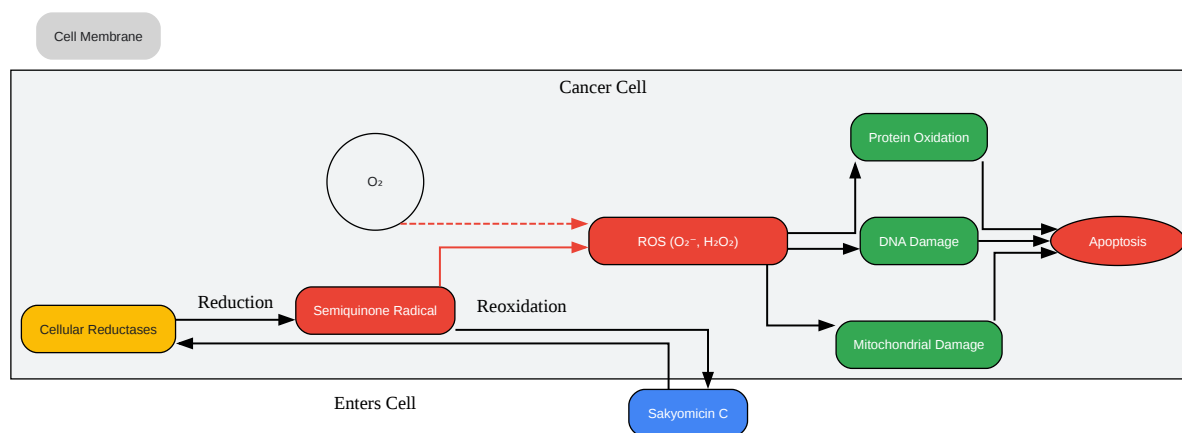 Cell Membrane
Cancer Cell
Protein Oxidation
O₂
ROS (O₂⁻, H₂O₂)
DNA Damage
Apoptosis
Reduction
Semiquinone Radical
Reoxidation
Cellular Reductases
Mitochondrial Damage
Enters Cell
Sakyomicin C